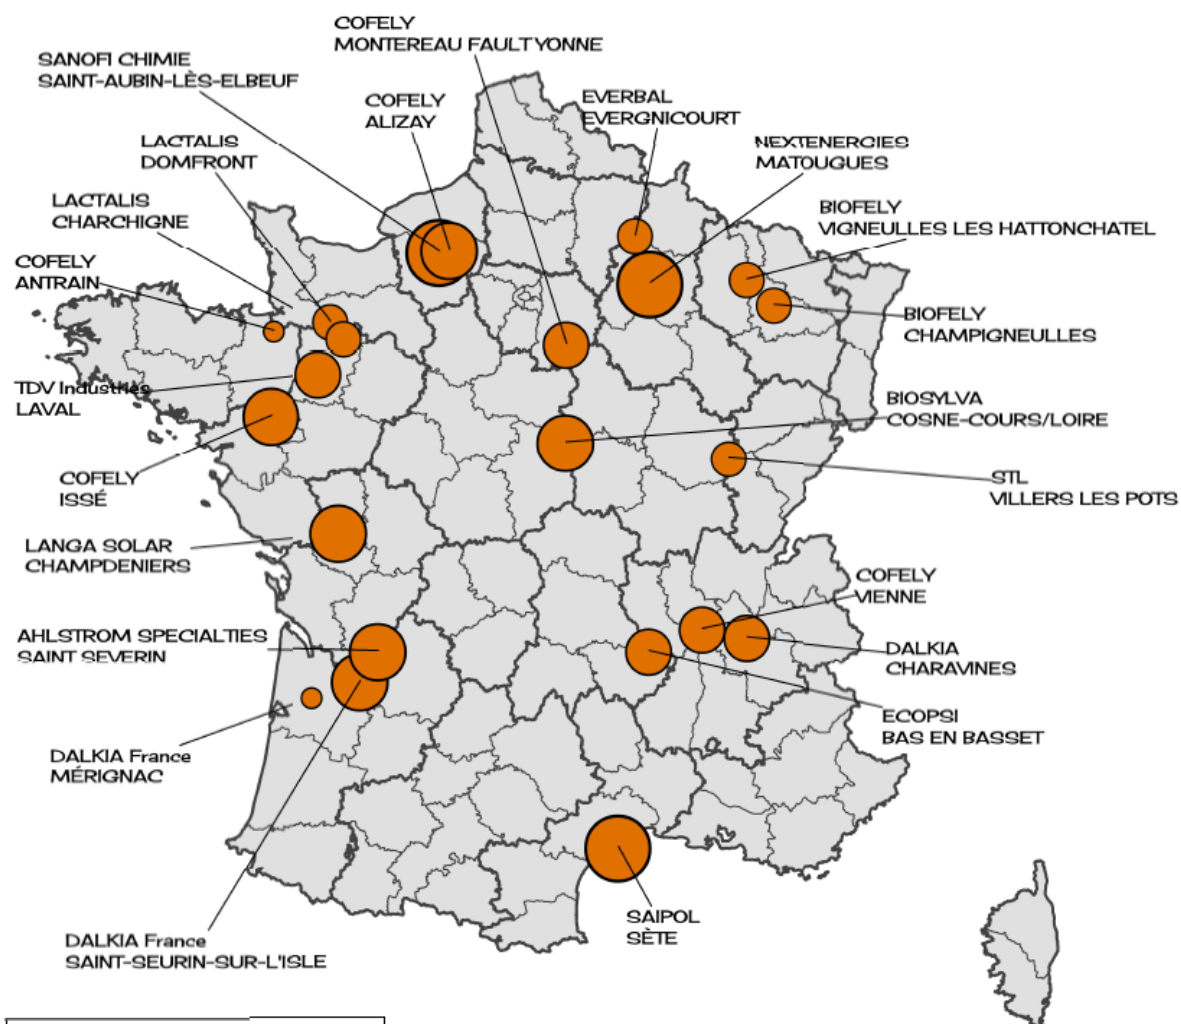 COFELY
MONTEREAU FAULTYONNE
SANOFI CHIMIE
SAINT-AUBIN-LÈS-ELBEUF
COFELY
ALIZAY
EVERBAL
EVERGNICOURT
LACTALIS
DOMFRONT
NEXTENERGIES
MATOUGUES
LACTALIS
CHARCHIGNE
BIOFELY
VIGNEULLES LES HATTONCHATEL
COFELY
ANTRAIN
BIOFELY
CHAMPIGNEULLES
TDV Industries
LAVAL
BIOSYLVA
COSNE-COURS/LOIRE
COFELY
ISSÉ
STL
VILLERS LES POTS
LANGA SOLAR
CHAMPDENIERS
COFELY
VIENNE
AHLSTROM SPECIALTIES
SAINT SEVERIN
DALKIA
CHARAVINES
ECOPSI
BAS EN BASSET
DALKIA France
MÉRIGNAC
SAIPOL
SÈTE
DALKIA France
SAINT-SEURIN-SUR-L'ISLE